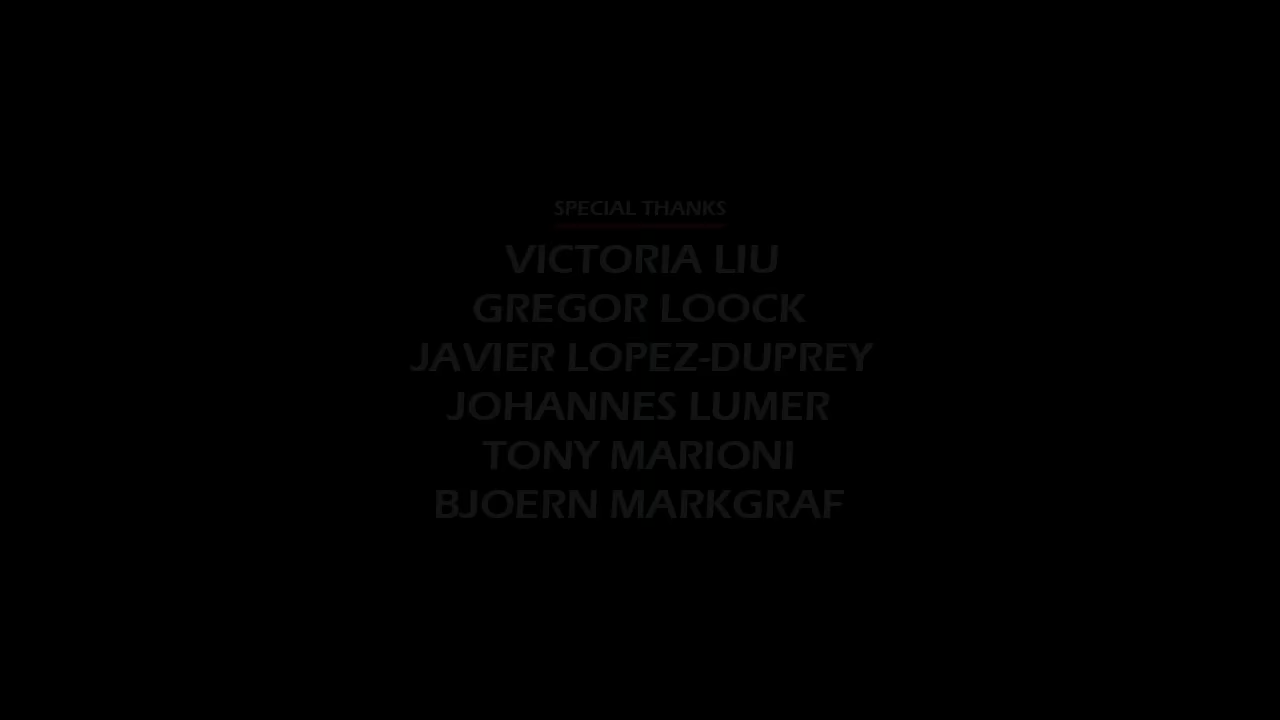 SPECIAL THANKS
VICTORIA LIU
GREGOR LOOCK
JAVIER LOPEZ-DUPREY
JOHANNES LUMER
TONY MARIONI
BJOERN MARKGRAF